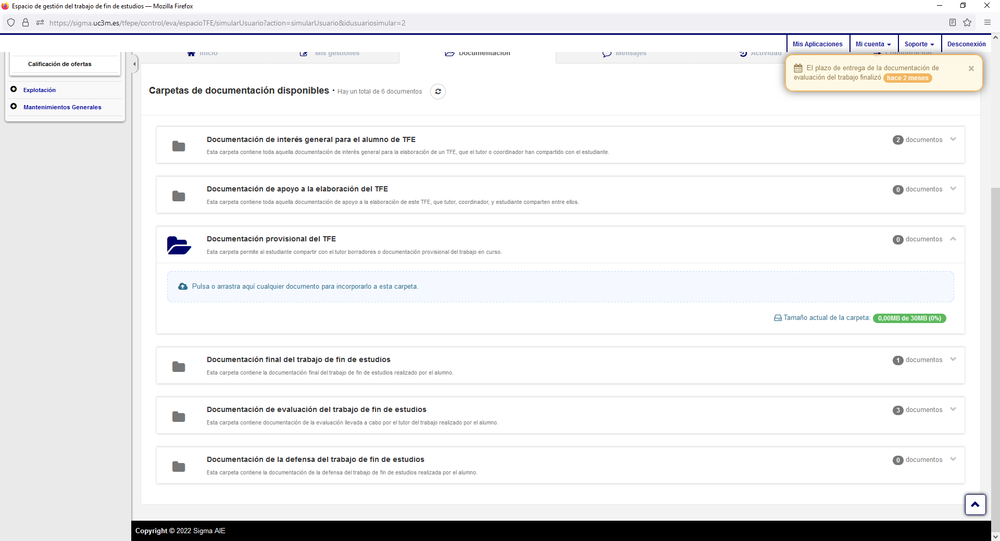 Espacio de gestión del trabajo de fin de estudios — Mozilla Firefox
https://sigma.uc3m.es/tfepe/control/eva/espacioTFE/simularUsuario?action=simularUsuario&idusuariosimular=2
Mis Aplicaciones
Mi cuenta
Soporte
Desconexión
Inicio
Mis gestiones
Documentación
Mensajes
Actividad
Configuración
Calificación de ofertas
Explotación
Mantenimientos Generales
El plazo de entrega de la documentación de
evaluación del trabajo finalizó hace 2 meses
Carpetas de documentación disponibles · Hay un total de 6 documentos
Documentación de interés general para el alumno de TFE
2 documentos
Esta carpeta contiene toda aquella documentación de interés general para la elaboración de un TFE, que el tutor o coordinador han compartido con el estudiante.
Documentación de apoyo a la elaboración del TFE
0 documentos
Esta carpeta contiene toda aquella documentación de apoyo a la elaboración de este TFE, que tutor, coordinador, y estudiante comparten entre ellos.
Documentación provisional del TFE
0 documentos
Esta carpeta permite al estudiante compartir con el tutor borradores o documentación provisional del trabajo en curso.
Pulsa o arrastra aquí cualquier documento para incorporarlo a esta carpeta.
Tamaño actual de la carpeta: 0,00MB de 30MB (0%)
Documentación final del trabajo de fin de estudios
1 documentos
Esta carpeta contiene la documentación final del trabajo de fin de estudios realizado por el alumno.
Documentación de evaluación del trabajo de fin de estudios
3 documentos
Esta carpeta contiene documentación de la evaluación llevada a cabo por el tutor del trabajo realizado por el alumno.
Documentación de la defensa del trabajo de fin de estudios
0 documentos
Esta carpeta contiene la documentación de la defensa del trabajo de fin de estudios realizada por el alumno.
Copyright © 2022 Sigma AIE